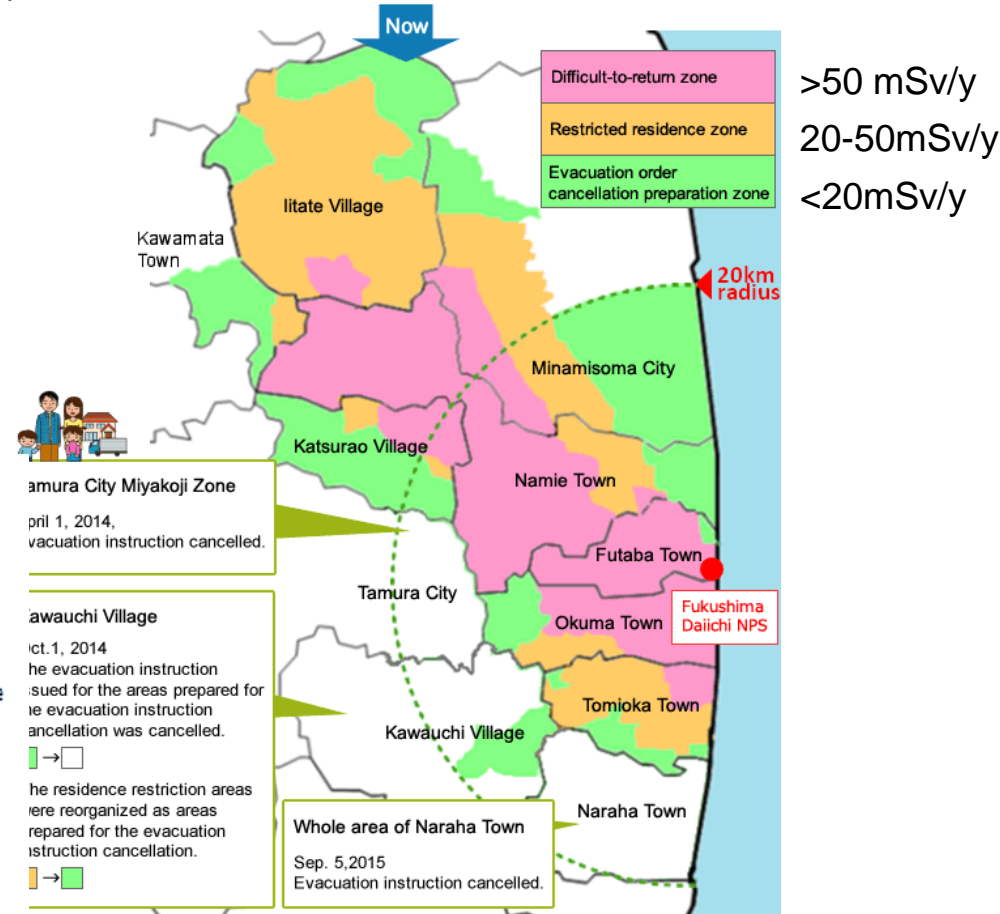 Now
Difficult-to-return zone
>50 mSv/y
Restricted residence zone
20-50mSv/y
Evacuation order
cancellation preparation zone
<20mSv/y
Iitate Village
Kawamata
Town
20km
radius
Minamisoma City
Katsurao Village
Namie Town
amura City Miyakoji Zone
pril 1, 2014,
vacuation instruction cancelled.
Futaba Town
Tamura City
Fukushima
Daiichi NPS
Okuma Town
awauchi Village
ct.1, 2014
he evacuation instruction
ssued for the areas prepared for
e evacuation instruction
ancellation was cancelled.
→
he residence restriction areas
ere reorganized as areas
repared for the evacuation
struction cancellation.
→
Tomioka Town
Kawauchi Village
Naraha Town
Whole area of Naraha Town
Sep. 5,2015
Evacuation instruction cancelled.